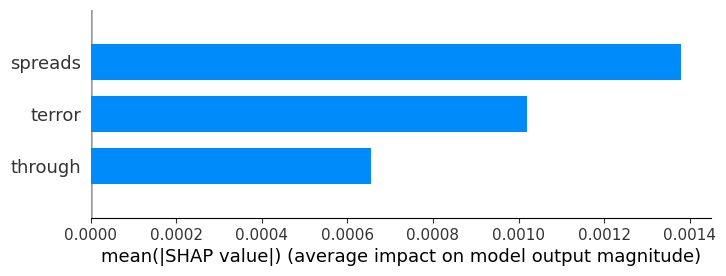 spreads
terror
through
0.0000 0.0002 0.0004 0.0006 0.0008 0.0010 0.0012 0.0014
mean(|SHAP value|) (average impact on model output magnitude)